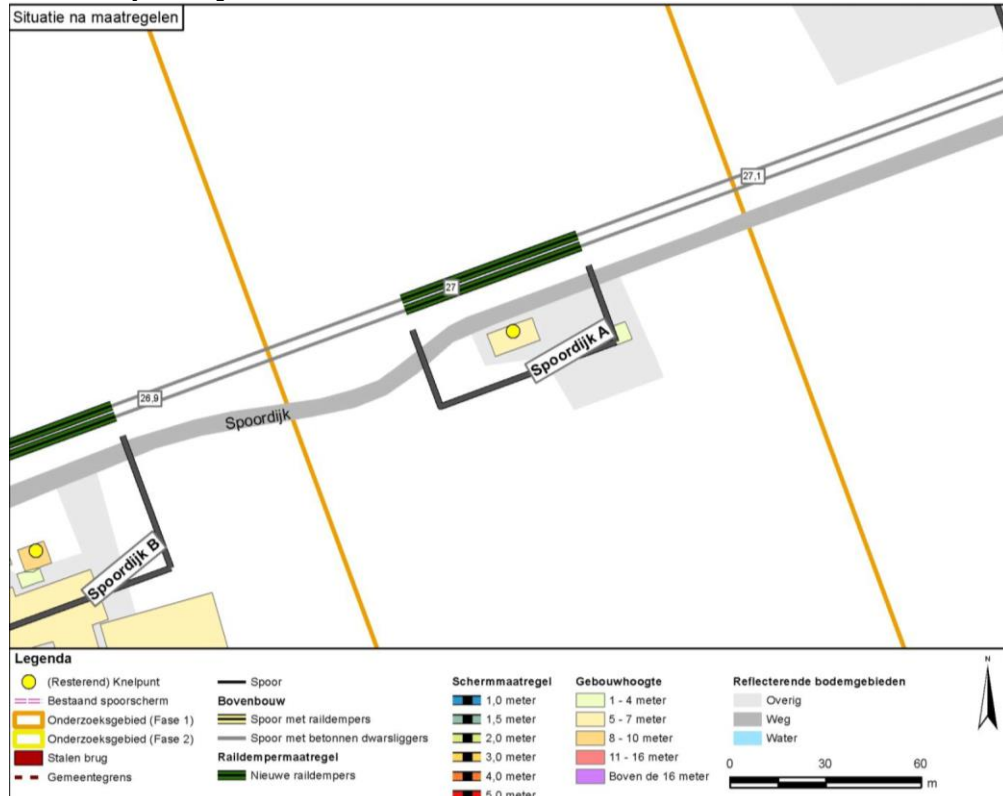 Situatie na maatregelen
27,1
27
Spoordijk A
26,9
Spoordijk
Spoordijk B
Legenda
(Resterend) Knelpunt
Bestaand spoorscherm
Onderzoeksgebied (Fase 1)
Onderzoeksgebied (Fase 2)
Stalen brug
Gemeentegrens
Spoor
Bovenbouw
Spoor met raildempers
Spoor met betonnen dwarsliggers
Raildempermaatregel
Nieuwe raildempers
Schermmaatregel
1,0 meter
1,5 meter
2,0 meter
3,0 meter
4,0 meter
5,0 meter
Gebouwhoogte
1 - 4 meter
5 - 7 meter
8 - 10 meter
11 - 16 meter
Boven de 16 meter
Reflecterende bodemgebieden
Overig
Weg
Water
N
0 30 60
m